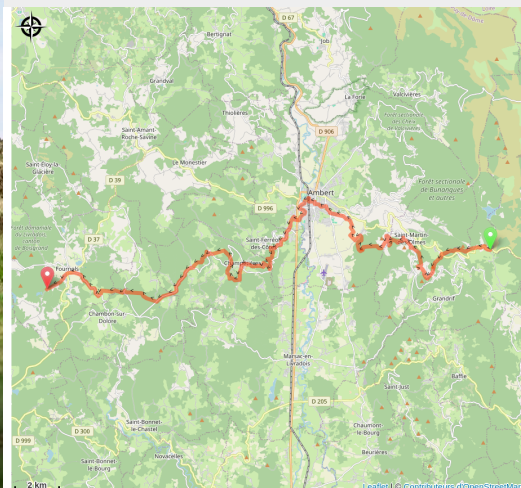 D 67
Bertignat
Job
Grandval
La Forie
Valcivières
Thiolières
Saint-Amant-
Roche-Savine
D 906
Le Monestier
Saint-Eloy-la-
Glacière
D 39
Forêt sectionale
de Bunangues
et autres
Ambert
D 996
D 37
Saint-Martin
Olmes
Saint-Ferréol
des-Côtes
Fournols
Grandrif
Chambon-Sur-
Dolore
Marsac-en-
Livradois
Baffie
Saint-Just
D 205
Saint-Bonnet-
le-Chastel
Chaumont-
le-Bourg
D 300
D 999
Novacelles
Beurières
Saint-Bonnet-
le-Bourg
2 km
Leaflet | © Contributeurs d'OpenStreetMap